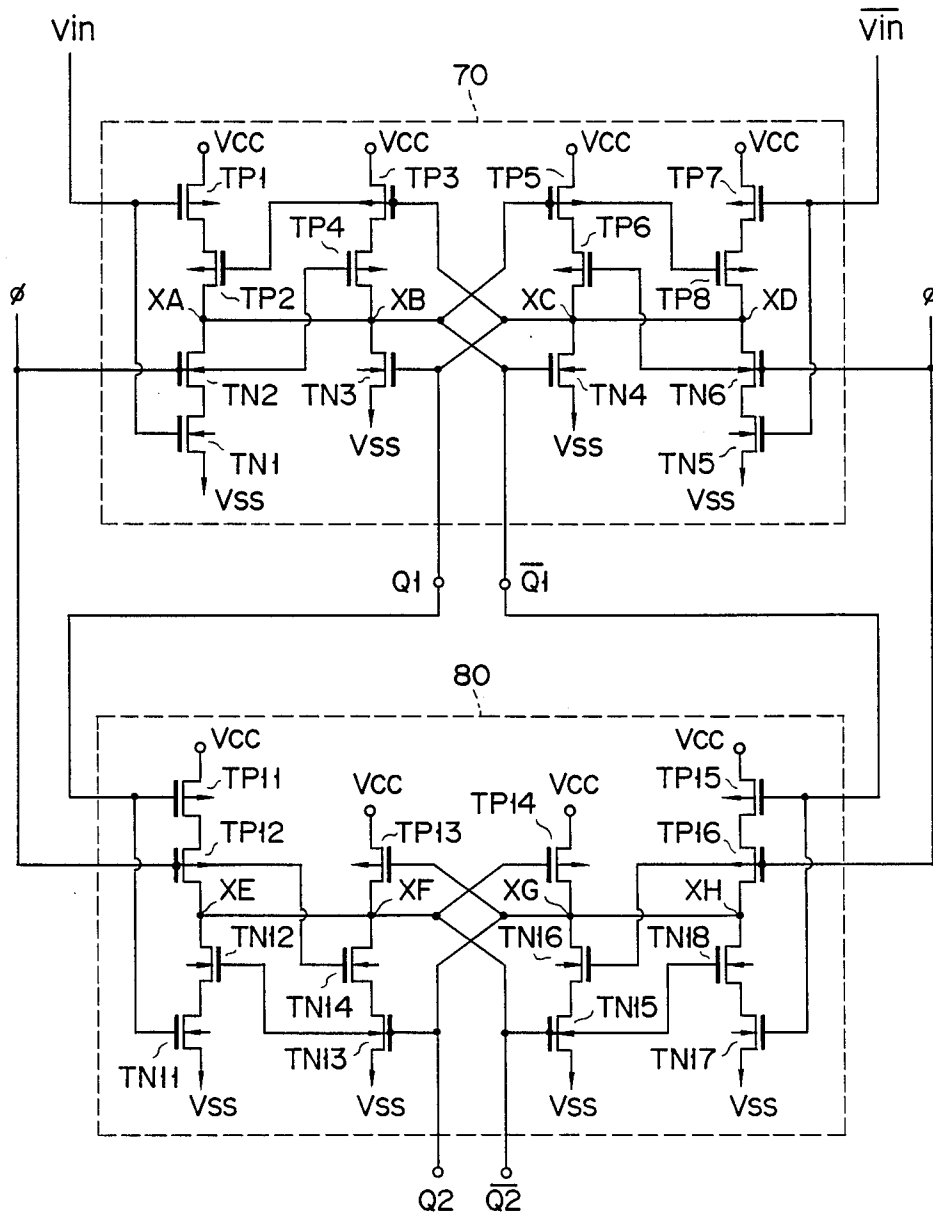 Vin V̅i̅n̅
70
VCC VCC VCC VCC
TP1 TP3 TP5 TP7
TP4 TP6
TP2 TP8
ø XA XB XC XD ø
TN2 TN3 TN4 TN6
VSS VSS
TN1 TN5
VSS VSS
Q1 Q̅1̅
80
VCC VCC
TP11 VCC VCC TP15
TP14
TP12 TP13 TP16
XE XF XG XH
TN12 TN16 TN18
TN14 TN15
TN11 TN13 TN17
VSS VSS VSS VSS
Q2 Q̅2̅